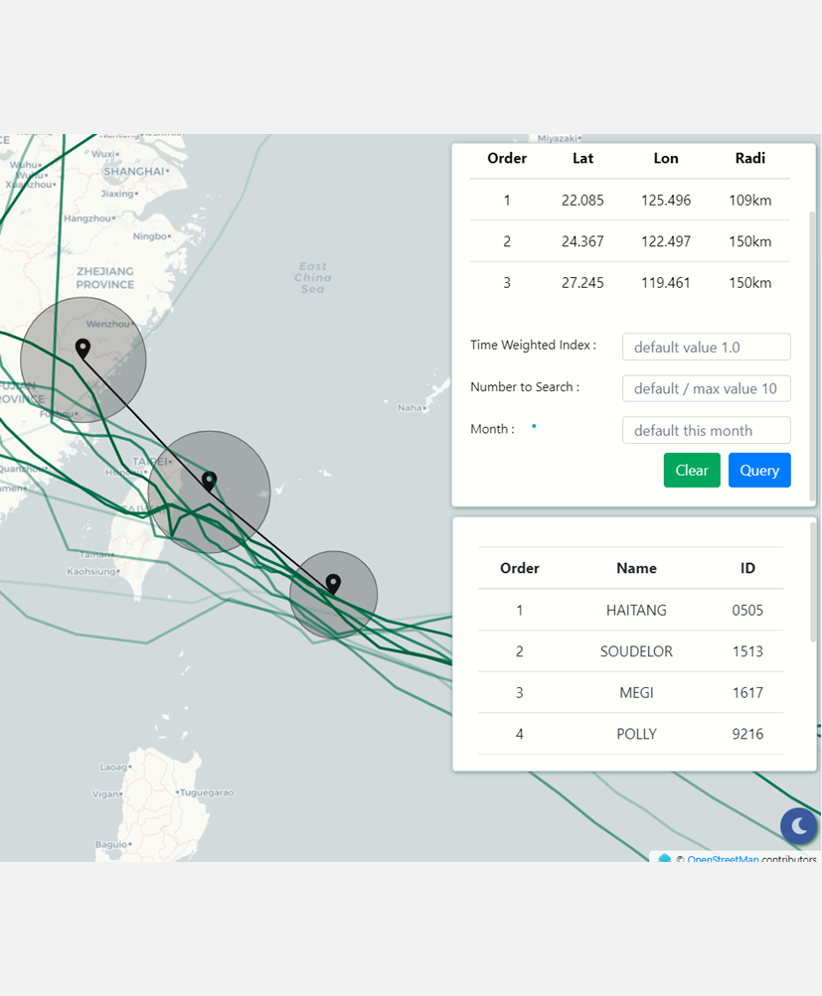 Miyazaki
Wuxi
Wuhu
SHANGHAI
Jiaxing
Hangzhou
Ningbo
ZHEJIANG
PROVINCE
East
China
Sea
Wenzhou
FUJIAN
PROVINCE
Fuzhou
Naha
TAIPEI
Quanzhou
Tainan
Kaohsiung
Laoag
Vigan
Tuguegarao
Baguio
Order Lat Lon Radi
1 22.085 125.496 109km
2 24.367 122.497 150km
3 27.245 119.461 150km
Time Weighted Index : default value 1.0
Number to Search : default / max value 10
Month : default this month
Clear Query
Order Name ID
1 HAITANG 0505
2 SOUDELOR 1513
3 MEGI 1617
4 POLLY 9216
© OpenStreetMap contributors